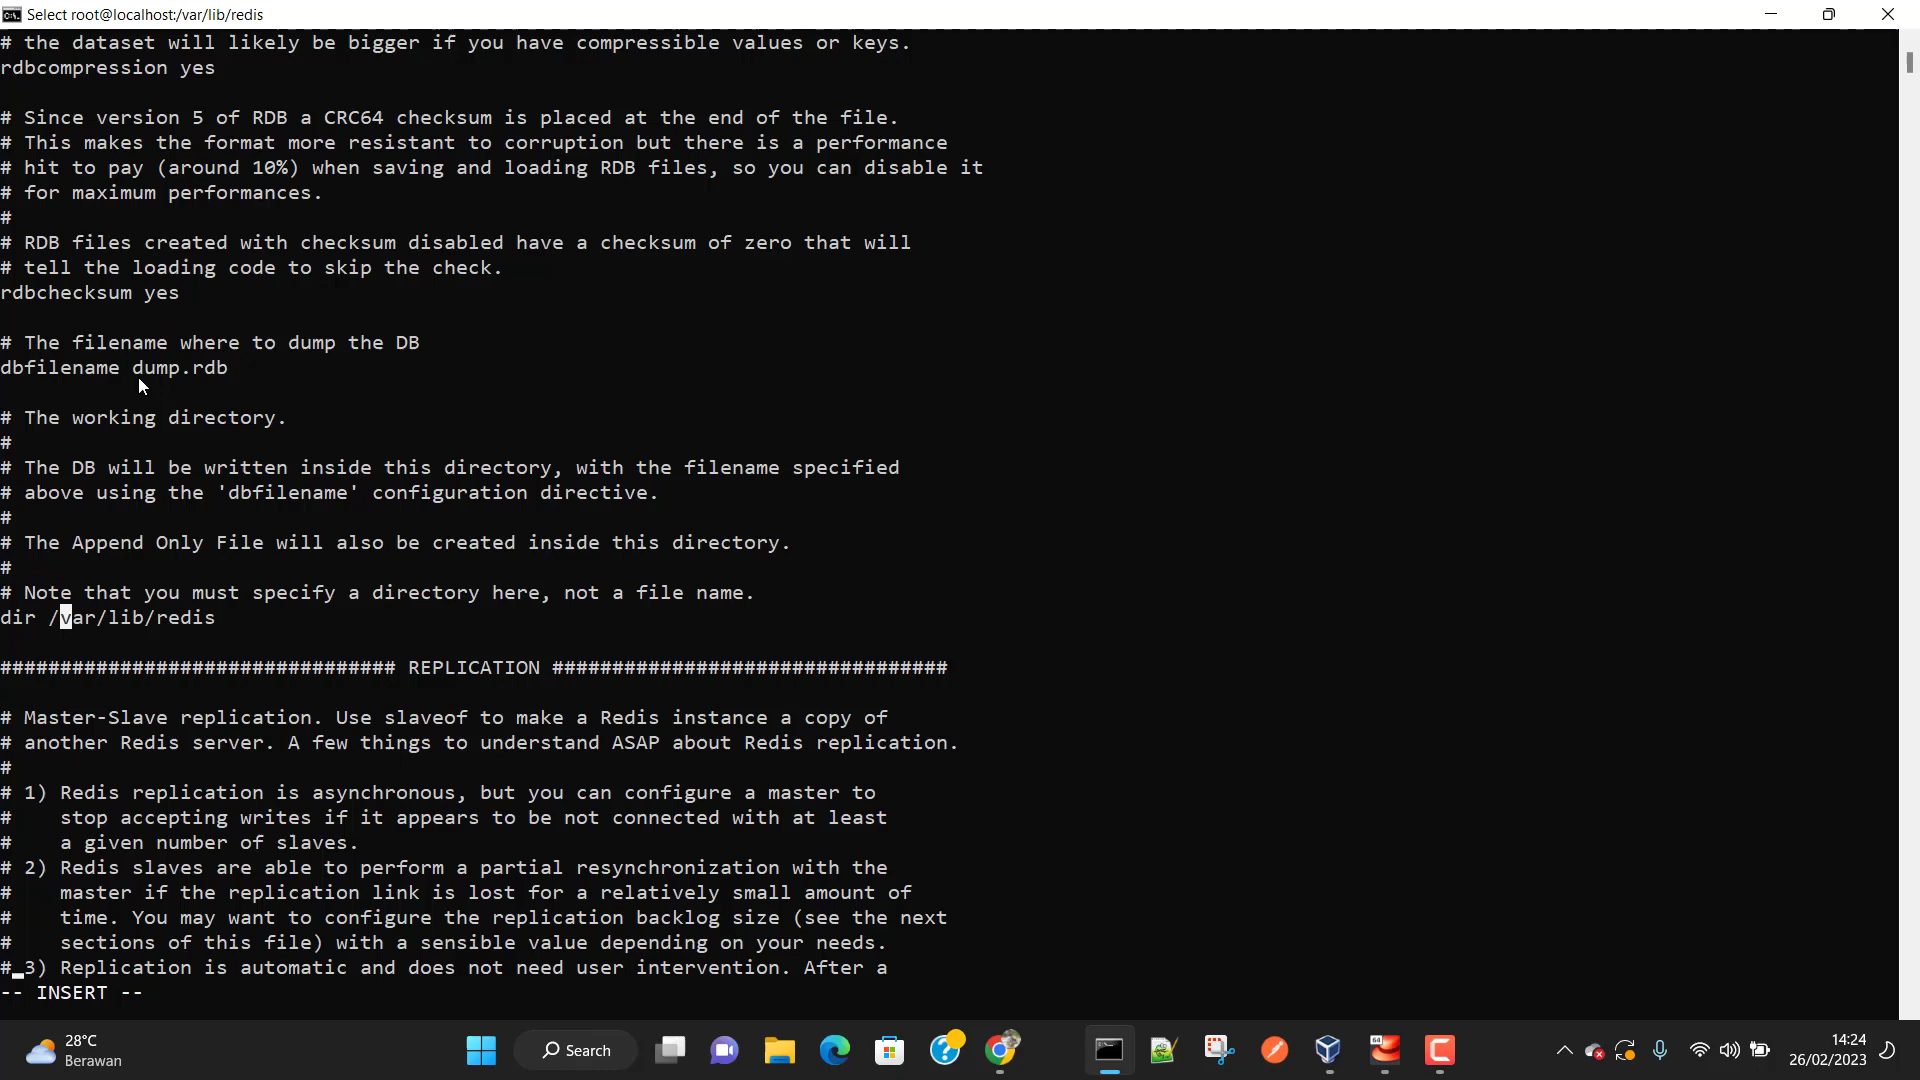 Select root@localhost:/var/lib/redis
# the dataset will likely be bigger if you have compressible values or keys.
rdbcompression yes
# Since version 5 of RDB a CRC64 checksum is placed at the end of the file.
# This makes the format more resistant to corruption but there is a performance
# hit to pay (around 10%) when saving and loading RDB files, so you can disable it
# for maximum performances.
#
# RDB files created with checksum disabled have a checksum of zero that will
# tell the loading code to skip the check.
rdbchecksum yes
# The filename where to dump the DB
dbfilename dump.rdb
# The working directory.
#
# The DB will be written inside this directory, with the filename specified
# above using the 'dbfilename' configuration directive.
#
# The Append Only File will also be created inside this directory.
#
# Note that you must specify a directory here, not a file name.
dir /var/lib/redis
################################# REPLICATION #################################
# Master-Slave replication. Use slaveof to make a Redis instance a copy of
# another Redis server. A few things to understand ASAP about Redis replication.
#
# 1) Redis replication is asynchronous, but you can configure a master to
#    stop accepting writes if it appears to be not connected with at least
#    a given number of slaves.
# 2) Redis slaves are able to perform a partial resynchronization with the
#    master if the replication link is lost for a relatively small amount of
#    time. You may want to configure the replication backlog size (see the next
#    sections of this file) with a sensible value depending on your needs.
# 3) Replication is automatic and does not need user intervention. After a
-- INSERT --
28°C
Berawan
Search
64
14:24
26/02/2023